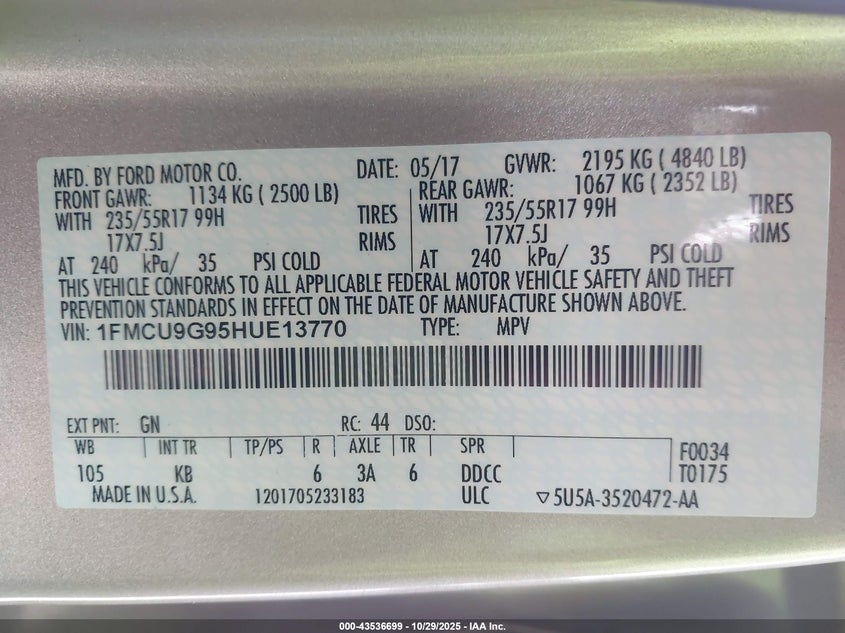 MFD. BY FORD MOTOR CO. DATE: 05/17 GVWR: 2195 KG ( 4840 LB)
FRONT GAWR: 1134 KG ( 2500 LB) REAR GAWR: 1067 KG ( 2352 LB)
WITH 235/55R17 99H TIRES WITH 235/55R17 99H TIRES
17X7.5J RIMS 17X7.5J RIMS
AT 240 kPa/ 35 PSI COLD AT 240 kPa/ 35 PSI COLD
THIS VEHICLE CONFORMS TO ALL APPLICABLE FEDERAL MOTOR VEHICLE SAFETY AND THEFT
PREVENTION STANDARDS IN EFFECT ON THE DATE OF MANUFACTURE SHOWN ABOVE.
VIN: 1FMCU9G95HUE13770 TYPE: MPV
EXT PNT: GN RC: 44 DSO:
WB INT TR TP/PS R AXLE TR SPR F0034
105 KB 6 3A 6 DDCC T0175
MADE IN U.S.A. 1201705233183 ULC ▽5U5A-3520472-AA
000-43536699 - 10/29/2025 - IAA Inc.